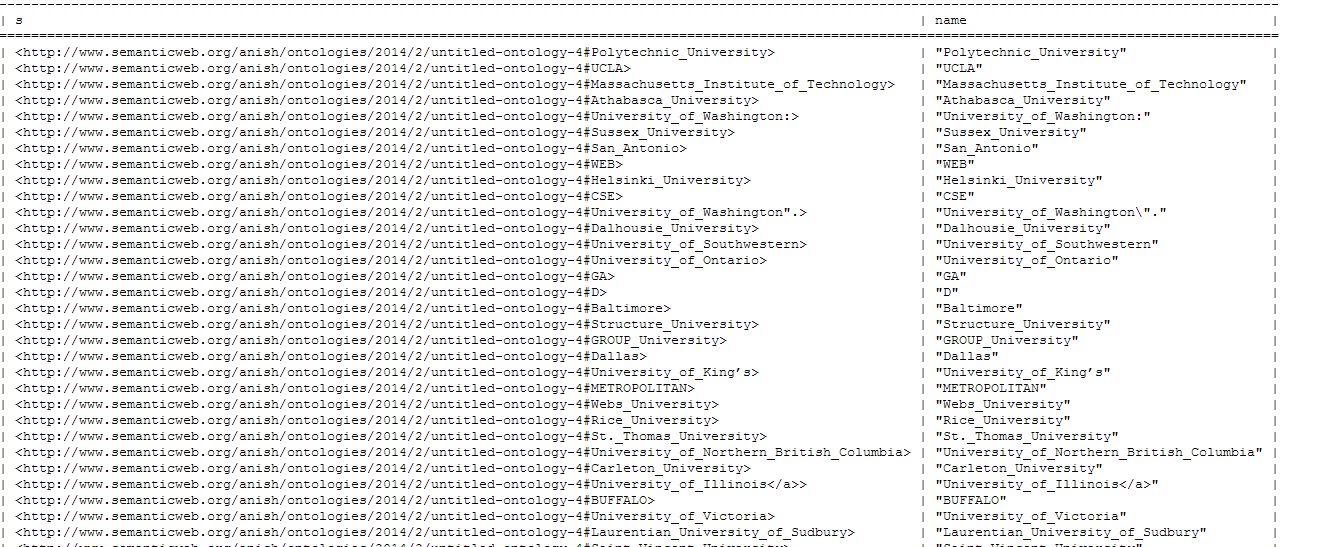 | s | name |
| <http://www.semanticweb.org/anish/ontologies/2014/2/untitled-ontology-4#Polytechnic_University> | "Polytechnic_University" |
| <http://www.semanticweb.org/anish/ontologies/2014/2/untitled-ontology-4#UCLA> | "UCLA" |
| <http://www.semanticweb.org/anish/ontologies/2014/2/untitled-ontology-4#Massachusetts_Institute_of_Technology> | "Massachusetts_Institute_of_Technology" |
| <http://www.semanticweb.org/anish/ontologies/2014/2/untitled-ontology-4#Athabasca_University> | "Athabasca_University" |
| <http://www.semanticweb.org/anish/ontologies/2014/2/untitled-ontology-4#University_of_Washington:> | "University_of_Washington:" |
| <http://www.semanticweb.org/anish/ontologies/2014/2/untitled-ontology-4#Sussex_University> | "Sussex_University" |
| <http://www.semanticweb.org/anish/ontologies/2014/2/untitled-ontology-4#San_Antonio> | "San_Antonio" |
| <http://www.semanticweb.org/anish/ontologies/2014/2/untitled-ontology-4#WEB> | "WEB" |
| <http://www.semanticweb.org/anish/ontologies/2014/2/untitled-ontology-4#Helsinki_University> | "Helsinki_University" |
| <http://www.semanticweb.org/anish/ontologies/2014/2/untitled-ontology-4#CSE> | "CSE" |
| <http://www.semanticweb.org/anish/ontologies/2014/2/untitled-ontology-4#University_of_Washington".> | "University_of_Washington\"." |
| <http://www.semanticweb.org/anish/ontologies/2014/2/untitled-ontology-4#Dalhousie_University> | "Dalhousie_University" |
| <http://www.semanticweb.org/anish/ontologies/2014/2/untitled-ontology-4#University_of_Southwestern> | "University_of_Southwestern" |
| <http://www.semanticweb.org/anish/ontologies/2014/2/untitled-ontology-4#University_of_Ontario> | "University_of_Ontario" |
| <http://www.semanticweb.org/anish/ontologies/2014/2/untitled-ontology-4#GA> | "GA" |
| <http://www.semanticweb.org/anish/ontologies/2014/2/untitled-ontology-4#D> | "D" |
| <http://www.semanticweb.org/anish/ontologies/2014/2/untitled-ontology-4#Baltimore> | "Baltimore" |
| <http://www.semanticweb.org/anish/ontologies/2014/2/untitled-ontology-4#Structure_University> | "Structure_University" |
| <http://www.semanticweb.org/anish/ontologies/2014/2/untitled-ontology-4#GROUP_University> | "GROUP_University" |
| <http://www.semanticweb.org/anish/ontologies/2014/2/untitled-ontology-4#Dallas> | "Dallas" |
| <http://www.semanticweb.org/anish/ontologies/2014/2/untitled-ontology-4#University_of_King’s> | "University_of_King’s" |
| <http://www.semanticweb.org/anish/ontologies/2014/2/untitled-ontology-4#METROPOLITAN> | "METROPOLITAN" |
| <http://www.semanticweb.org/anish/ontologies/2014/2/untitled-ontology-4#Webs_University> | "Webs_University" |
| <http://www.semanticweb.org/anish/ontologies/2014/2/untitled-ontology-4#Rice_University> | "Rice_University" |
| <http://www.semanticweb.org/anish/ontologies/2014/2/untitled-ontology-4#St._Thomas_University> | "St._Thomas_University" |
| <http://www.semanticweb.org/anish/ontologies/2014/2/untitled-ontology-4#University_of_Northern_British_Columbia> | "University_of_Northern_British_Columbia" |
| <http://www.semanticweb.org/anish/ontologies/2014/2/untitled-ontology-4#Carleton_University> | "Carleton_University" |
| <http://www.semanticweb.org/anish/ontologies/2014/2/untitled-ontology-4#University_of_Illinois</a>> | "University_of_Illinois</a>" |
| <http://www.semanticweb.org/anish/ontologies/2014/2/untitled-ontology-4#BUFFALO> | "BUFFALO" |
| <http://www.semanticweb.org/anish/ontologies/2014/2/untitled-ontology-4#University_of_Victoria> | "University_of_Victoria" |
| <http://www.semanticweb.org/anish/ontologies/2014/2/untitled-ontology-4#Laurentian_University_of_Sudbury> | "Laurentian_University_of_Sudbury" |